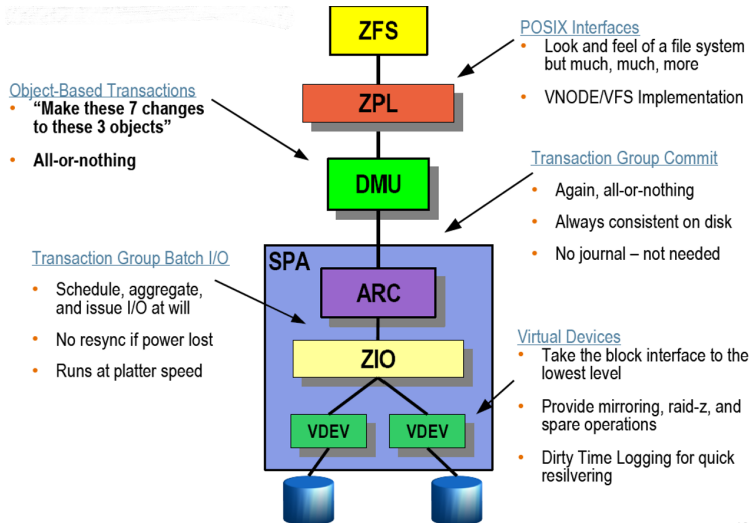 ZFS
ZPL
DMU
SPA
ARC
ZIO
VDEV
VDEV
POSIX Interfaces
• Look and feel of a file system
but much, much, more
• VNODE/VFS Implementation
Object-Based Transactions
• “Make these 7 changes
to these 3 objects”
• All-or-nothing
Transaction Group Commit
• Again, all-or-nothing
• Always consistent on disk
• No journal – not needed
Transaction Group Batch I/O
• Schedule, aggregate,
and issue I/O at will
• No resync if power lost
• Runs at platter speed
Virtual Devices
• Take the block interface to the
lowest level
• Provide mirroring, raid-z, and
spare operations
• Dirty Time Logging for quick
resilvering